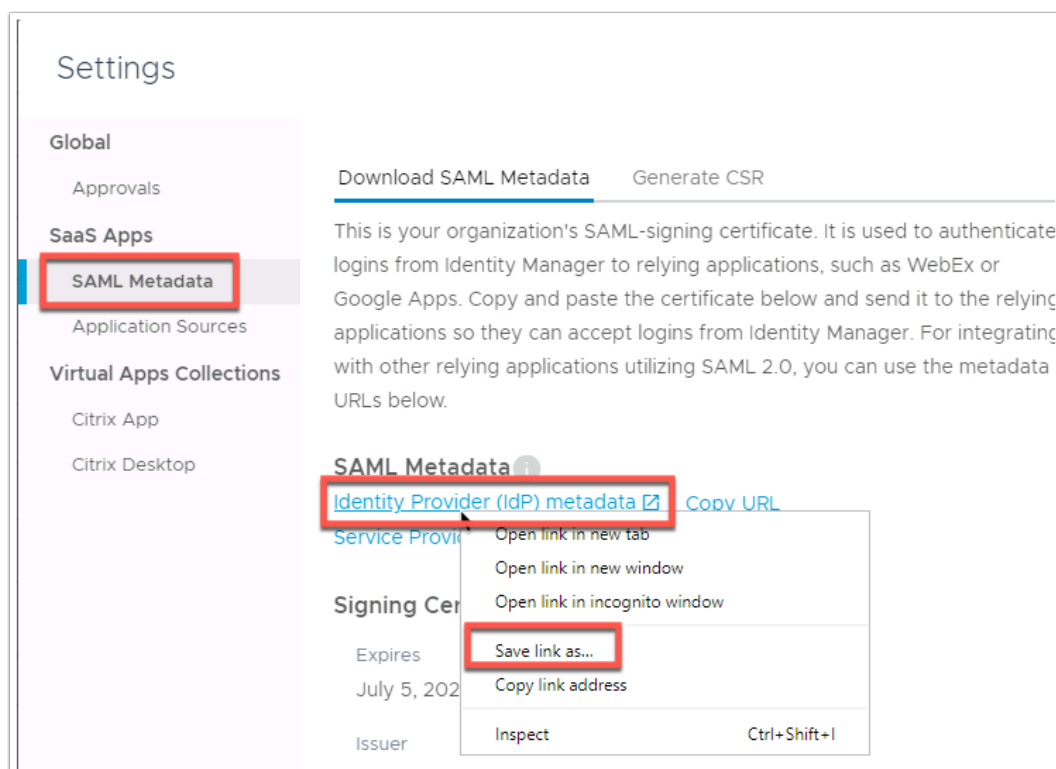 Settings
Global
Approvals
SaaS Apps
SAML Metadata
Application Sources
Virtual Apps Collections
Citrix App
Citrix Desktop
Download SAML Metadata
Generate CSR
This is your organization's SAML-signing certificate. It is used to authenticate
logins from Identity Manager to relying applications, such as WebEx or
Google Apps. Copy and paste the certificate below and send it to the relying
applications so they can accept logins from Identity Manager. For integrating
with other relying applications utilizing SAML 2.0, you can use the metadata
URLs below.
SAML Metadata
Identity Provider (IdP) metadata Copy URL
Service
Signing
Expires
July 5,
Issuer
Open link in new tab
Open link in new window
Open link in incognito window
Save link as...
Copy link address
Inspect Ctrl+Shift+I